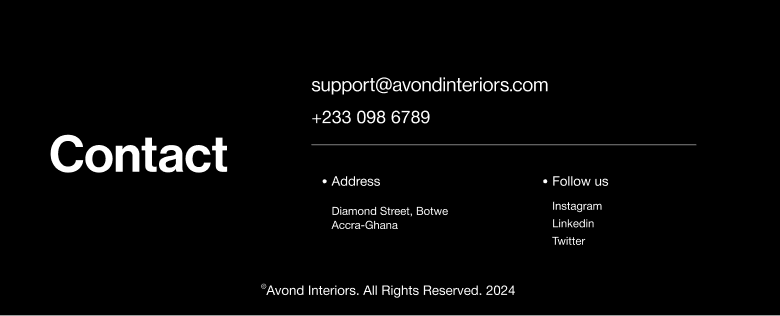 support@avondinteriors.com
+233 098 6789
Contact
• Address
Diamond Street, Botwe
Accra-Ghana
• Follow us
Instagram
Linkedin
Twitter
©Avond Interiors. All Rights Reserved. 2024